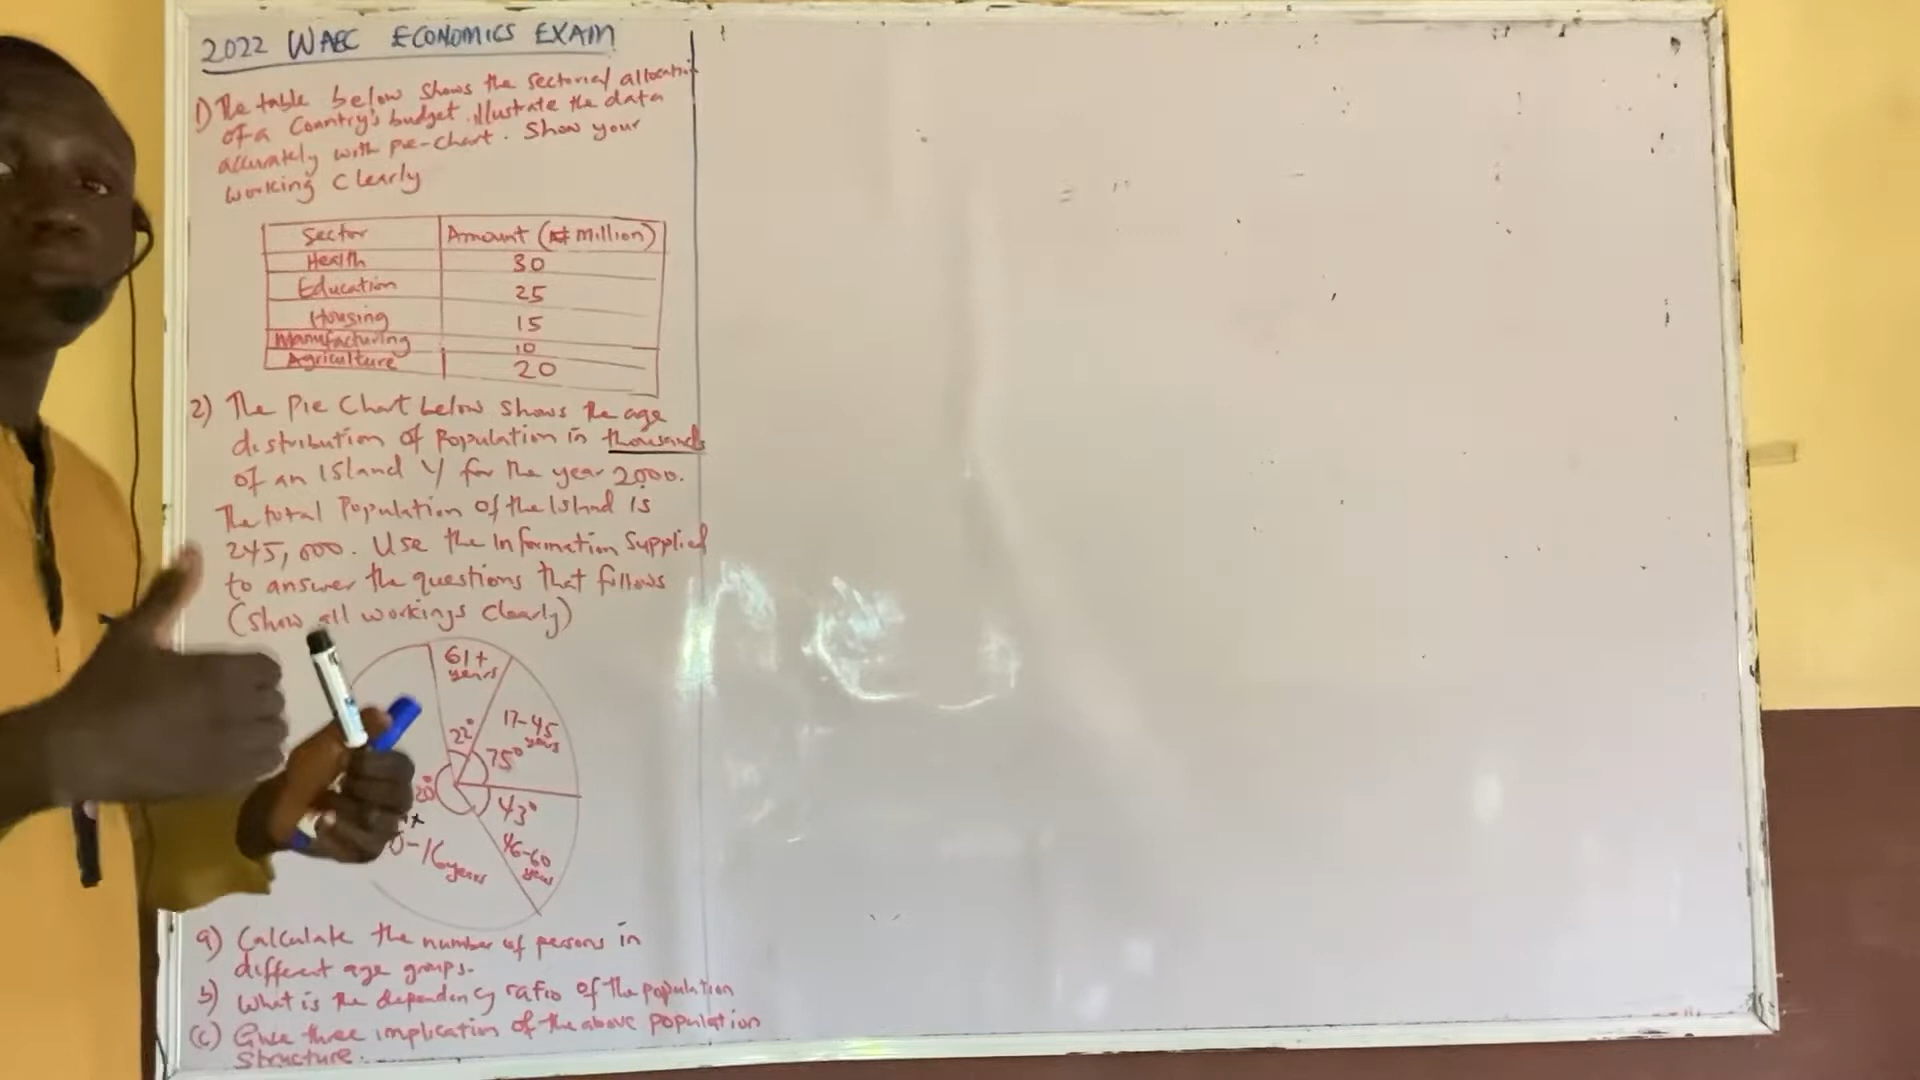 2022 WAEC ECONOMICS EXAM
1) The table below shows the sectorial allocation
of a Country's budget. illustrate the data
accurately with pie-chart. Show your
working clearly
Sector Amount (₦ Million)
Health 30
Education 25
Housing 15
Manufacturing 10
Agriculture 20
2) The Pie Chart below shows the age
distribution of Population in thousands
of an Island Y for the year 2000.
The total Population of the Island is
245,000. Use the Information Supplied
to answer the questions that follows
(Show all workings clearly)
61+
years
22°
17-45
years
75°
43°
46-60
years
20°
0-16years
a) Calculate the number of persons in
different age groups.
b) What is the dependency ratio of the population
(c) Give three implication of the above population
Structure.